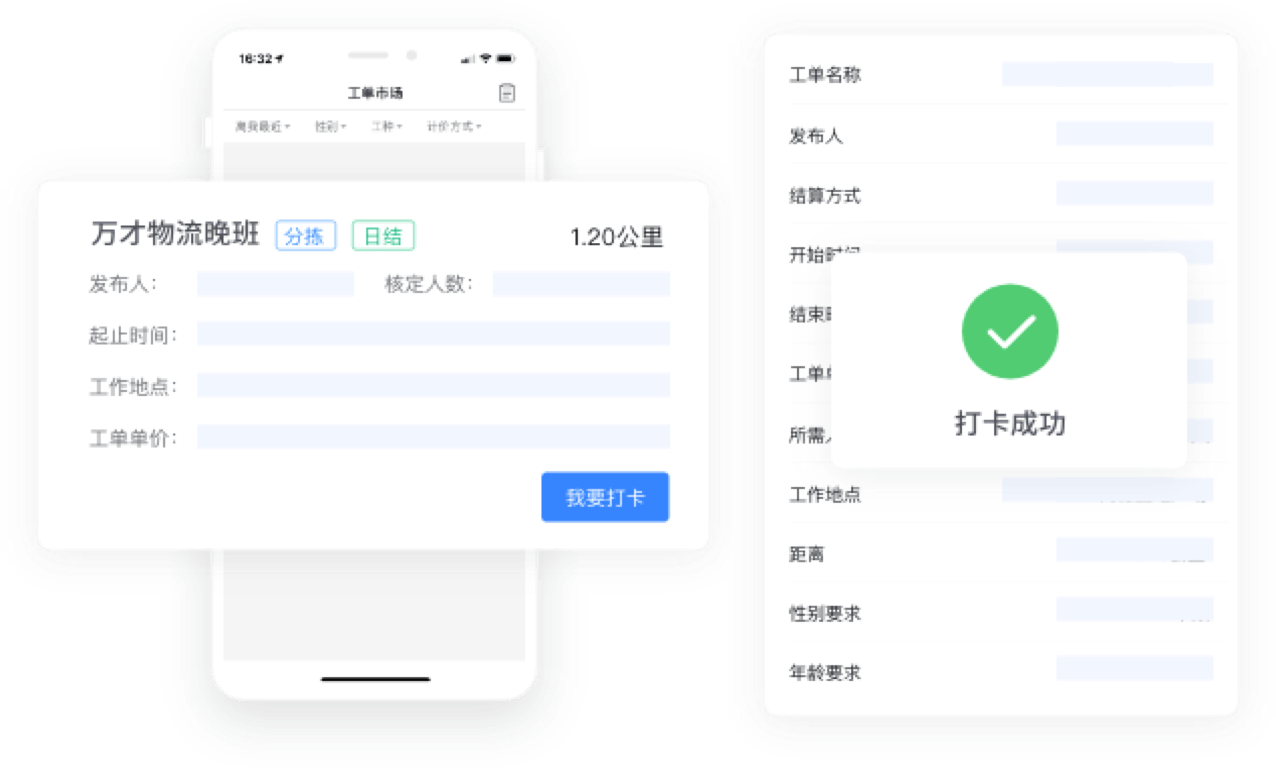 16:32
工单市场
离我最近 性别 工种 计价方式
万才物流晚班 分拣 日结 1.20公里
发布人： 核定人数：
起止时间：
工作地点：
工单单价：
我要打卡
工单名称
发布人
结算方式
开始时间
结束
工单
所需
打卡成功
工作地点
距离
性别要求
年龄要求